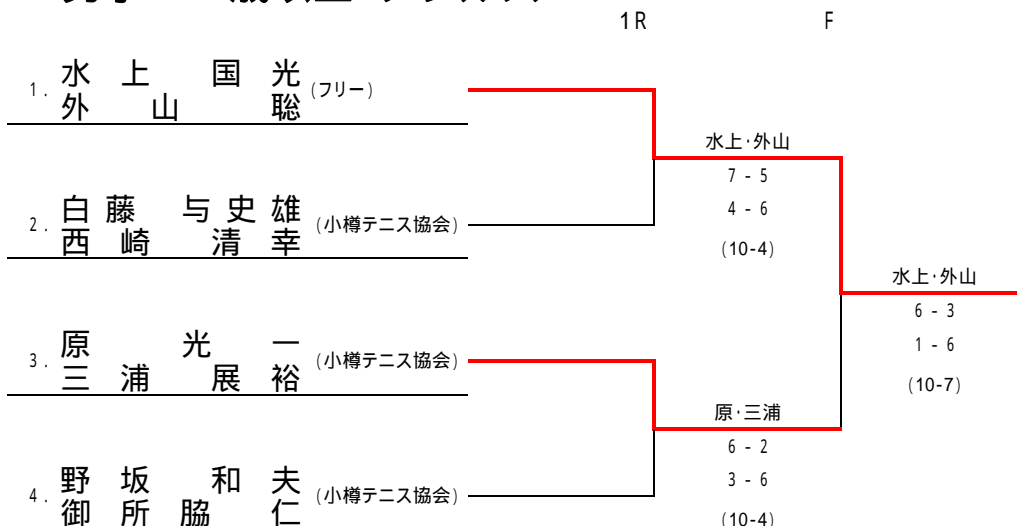 1R F
1. 水上 国光 (フリー)
外山 聡
2. 白藤 与史雄 (小樽テニス協会)
西崎 清幸
3. 原 光一 (小樽テニス協会)
三浦 展裕
4. 野坂 和夫 (小樽テニス協会)
御所脇 仁
水上・外山
7 - 5
4 - 6
(10-4)
原・三浦
6 - 2
3 - 6
(10-4)
水上・外山
6 - 3
1 - 6
(10-7)